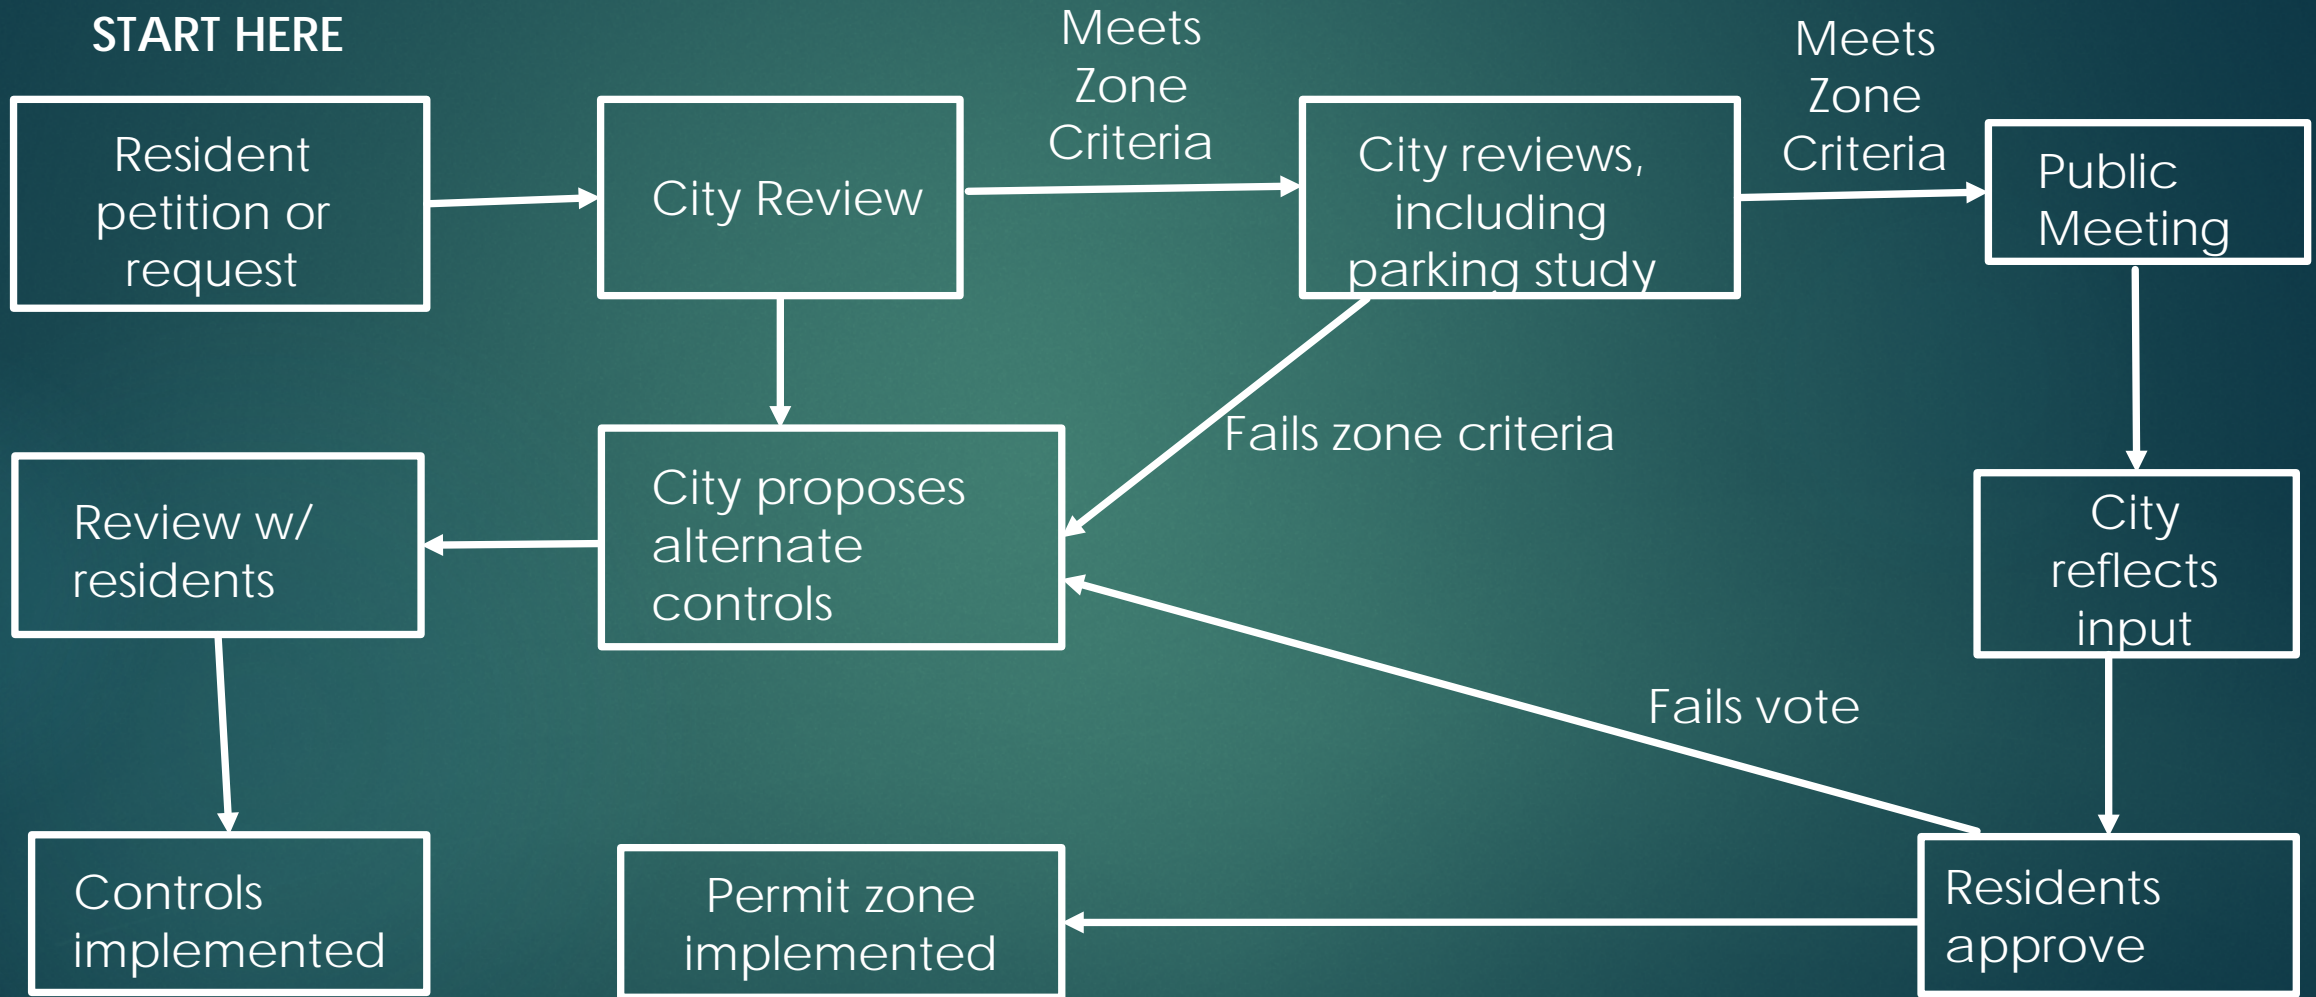 START HERE
Resident
petition or
request
City Review
Meets
Zone
Criteria
City reviews,
including
parking study
Meets
Zone
Criteria
Public
Meeting
Fails zone criteria
Review w/
residents
City proposes
alternate
controls
City
reflects
input
Fails vote
Controls
implemented
Permit zone
implemented
Residents
approve